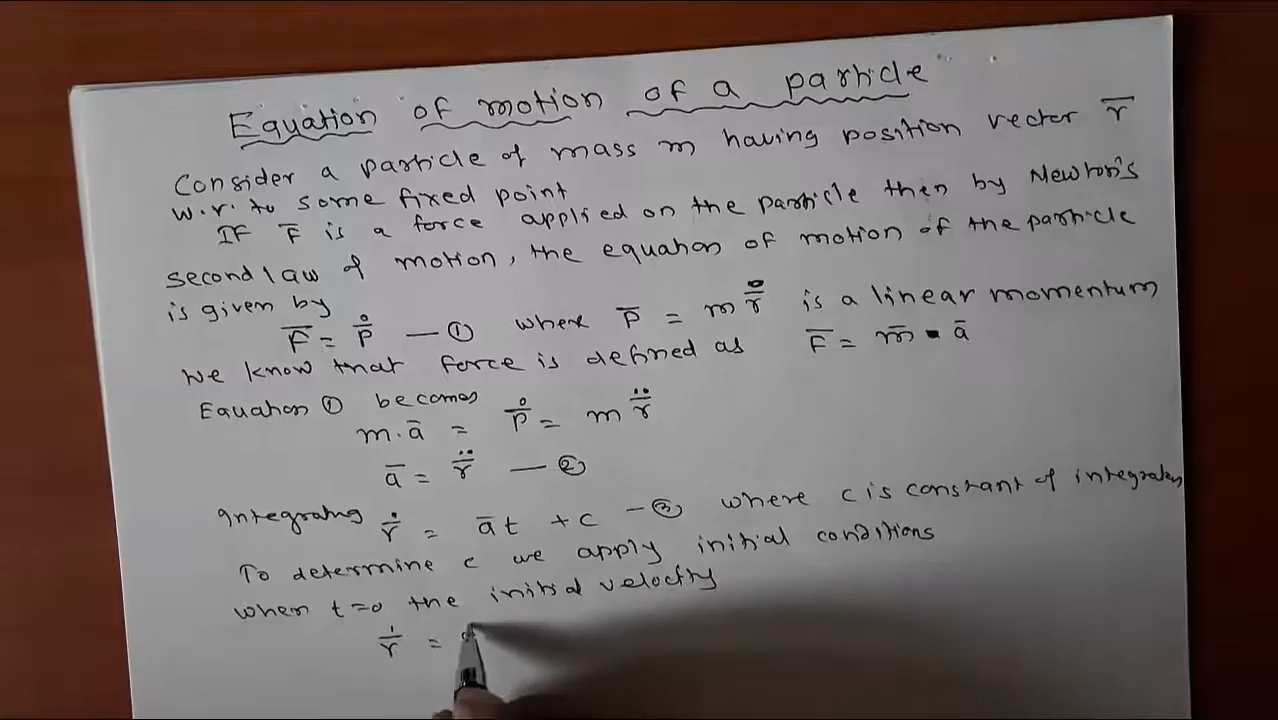 Equation of motion of a particle
Consider a particle of mass m having position vector r̅
w.r.to some fixed point
If F̅ is a force applied on the particle then by Newton's
second law of motion, the equation of motion of the particle
is given by
F̅ = ṗ̅ — ① where p̅ = m ṙ̅ is a linear momentum
We know that force is defined as F̅ = m̅ · a̅
Equation ① becomes
m. a̅ = ṗ̅ = m r̈̅
a̅ = r̈̅ — ②
Integrating ṙ̅ = a̅t + c — ③ where c is constant of integration
To determine c we apply initial conditions
when t=0 the initial velocity
ṙ̅ =